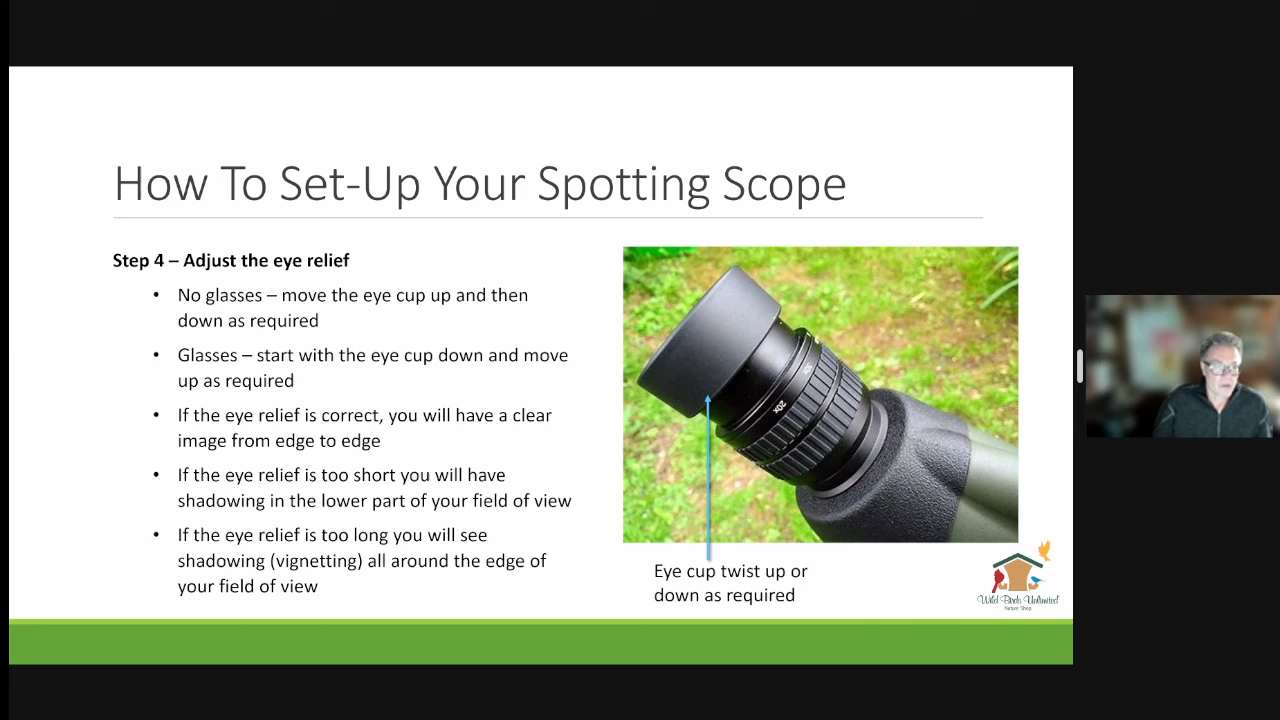 How To Set-Up Your Spotting Scope
Step 4 – Adjust the eye relief
• No glasses – move the eye cup up and then
down as required
• Glasses – start with the eye cup down and move
up as required
• If the eye relief is correct, you will have a clear
image from edge to edge
• If the eye relief is too short you will have
shadowing in the lower part of your field of view
• If the eye relief is too long you will see
shadowing (vignetting) all around the edge of
your field of view
20x
Eye cup twist up or
down as required
Wild Birds Unlimited
Nature Shop